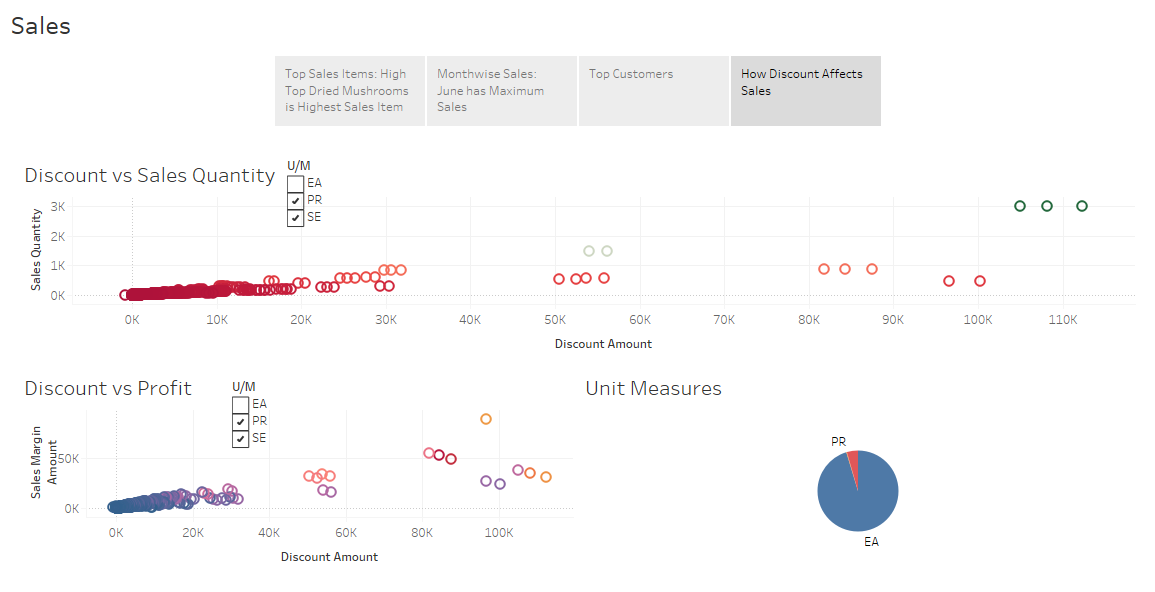 Sales
Top Sales Items: High
Top Dried Mushrooms
is Highest Sales Item
Monthwise Sales:
June has Maximum
Sales
Top Customers
How Discount Affects
Sales
Discount vs Sales Quantity
U/M
EA
PR
SE
Sales Quantity
3K
2K
1K
0K
0K 10K 20K 30K 40K 50K 60K 70K 80K 90K 100K 110K
Discount Amount
Discount vs Profit
U/M
EA
PR
SE
Sales Margin
Amount
50K
0K
0K 20K 40K 60K 80K 100K
Discount Amount
Unit Measures
PR
EA